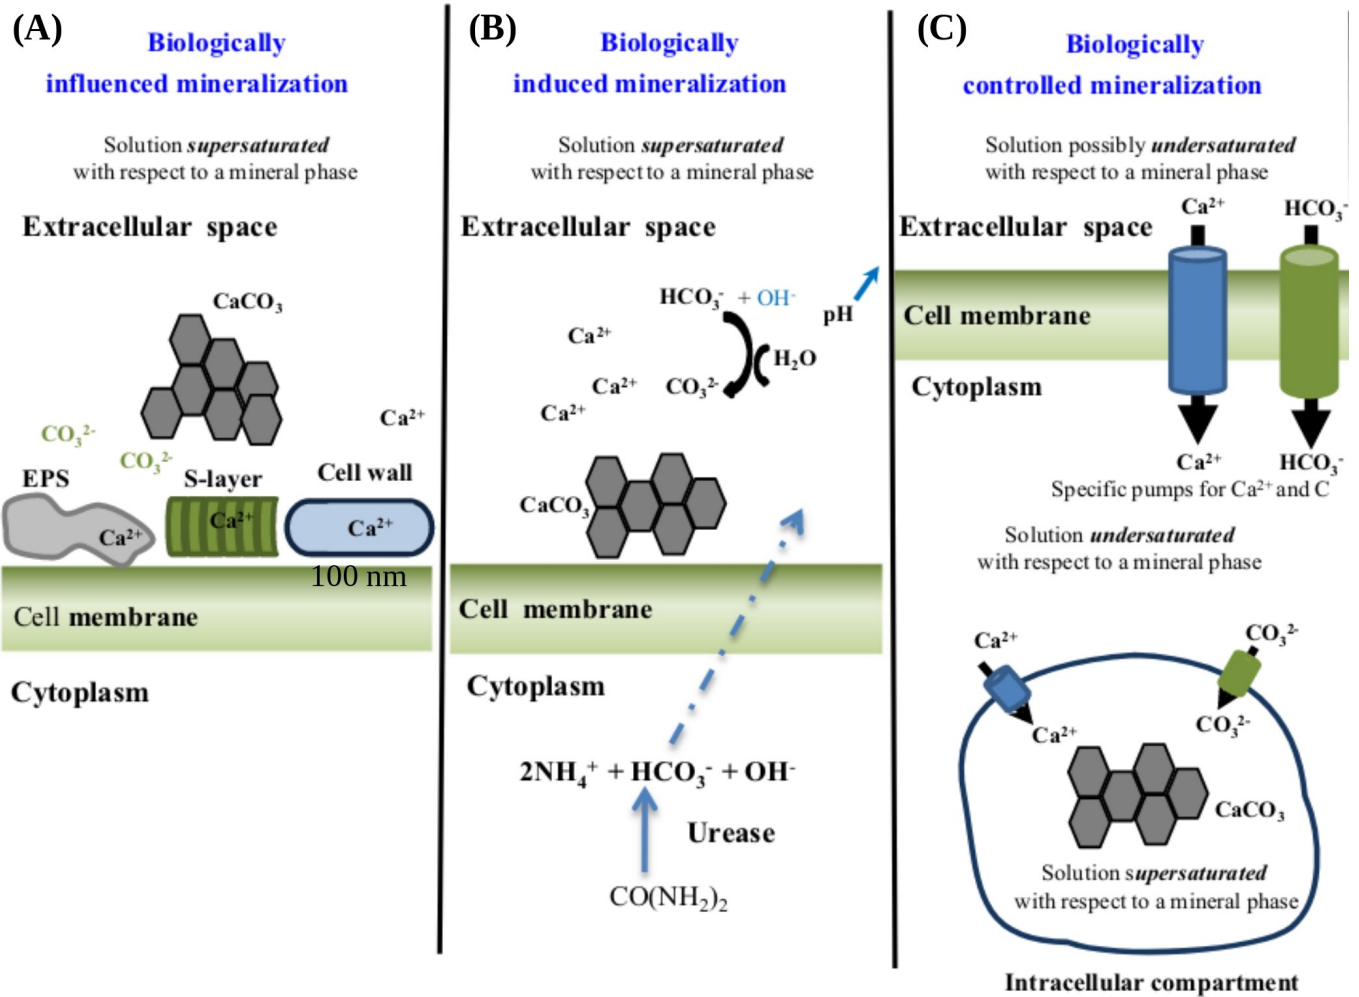 (A)
Biologically
influenced mineralization
Solution supersaturated
with respect to a mineral phase
Extracellular space
CaCO₃
Ca²⁺
CO₃²⁻
CO₃²⁻
EPS
S-layer
Cell wall
Ca²⁺
Ca²⁺
Ca²⁺
100 nm
Cell membrane
Cytoplasm
(B)
Biologically
induced mineralization
Solution supersaturated
with respect to a mineral phase
Extracellular space
HCO₃⁻ + OH⁻
pH
Ca²⁺
H₂O
Ca²⁺
CO₃²⁻
Ca²⁺
CaCO₃
Cell membrane
Cytoplasm
2NH₄⁺ + HCO₃⁻ + OH⁻
Urease
CO(NH₂)₂
(C)
Biologically
controlled mineralization
Solution possibly undersaturated
with respect to a mineral phase
Ca²⁺
HCO₃⁻
Extracellular space
Cell membrane
Cytoplasm
Ca²⁺
HCO₃⁻
Specific pumps for Ca²⁺ and C
Solution undersaturated
with respect to a mineral phase
Ca²⁺
CO₃²⁻
Ca²⁺
CO₃²⁻
CaCO₃
Solution supersaturated
with respect to a mineral phase
Intracellular compartment